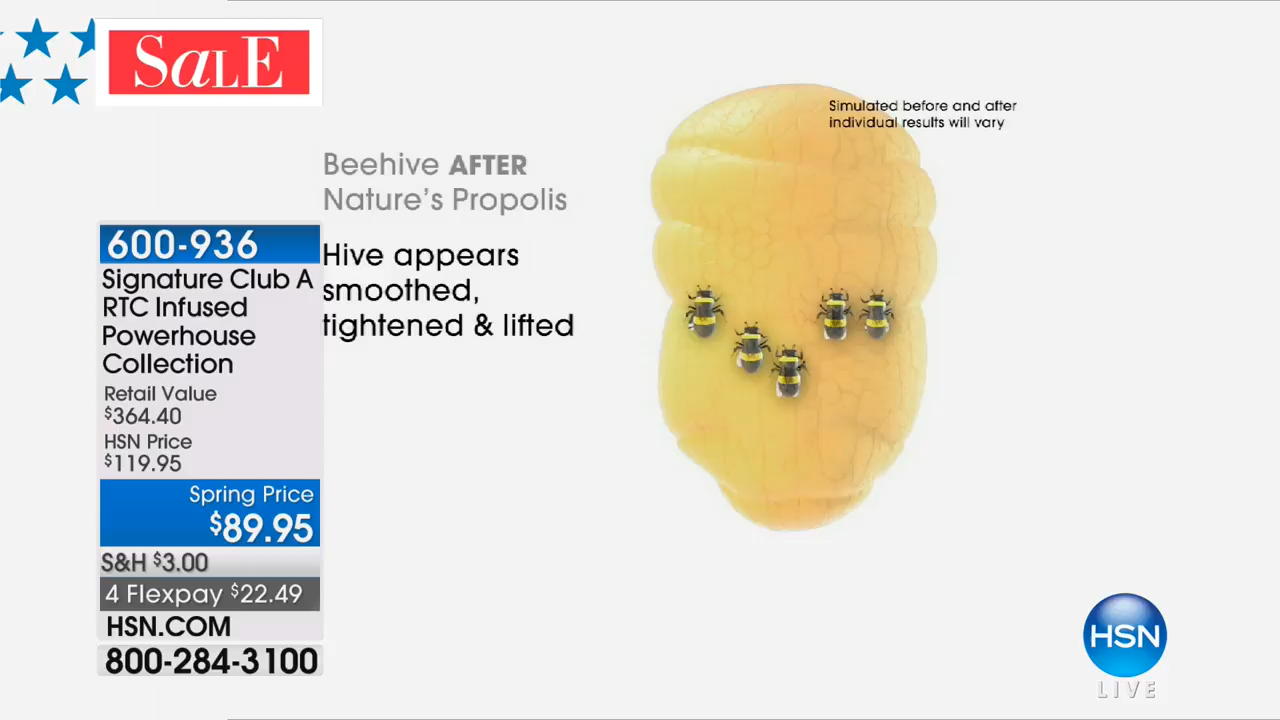 SaLE
Simulated before and after
individual results will vary
Beehive AFTER
Nature's Propolis
Hive appears
smoothed,
tightened & lifted
600-936
Signature Club A
RTC Infused
Powerhouse
Collection
Retail Value
$364.40
HSN Price
$119.95
Spring Price
$89.95
S&H $3.00
4 Flexpay $22.49
HSN.COM
800-284-3100
HSN
LIVE